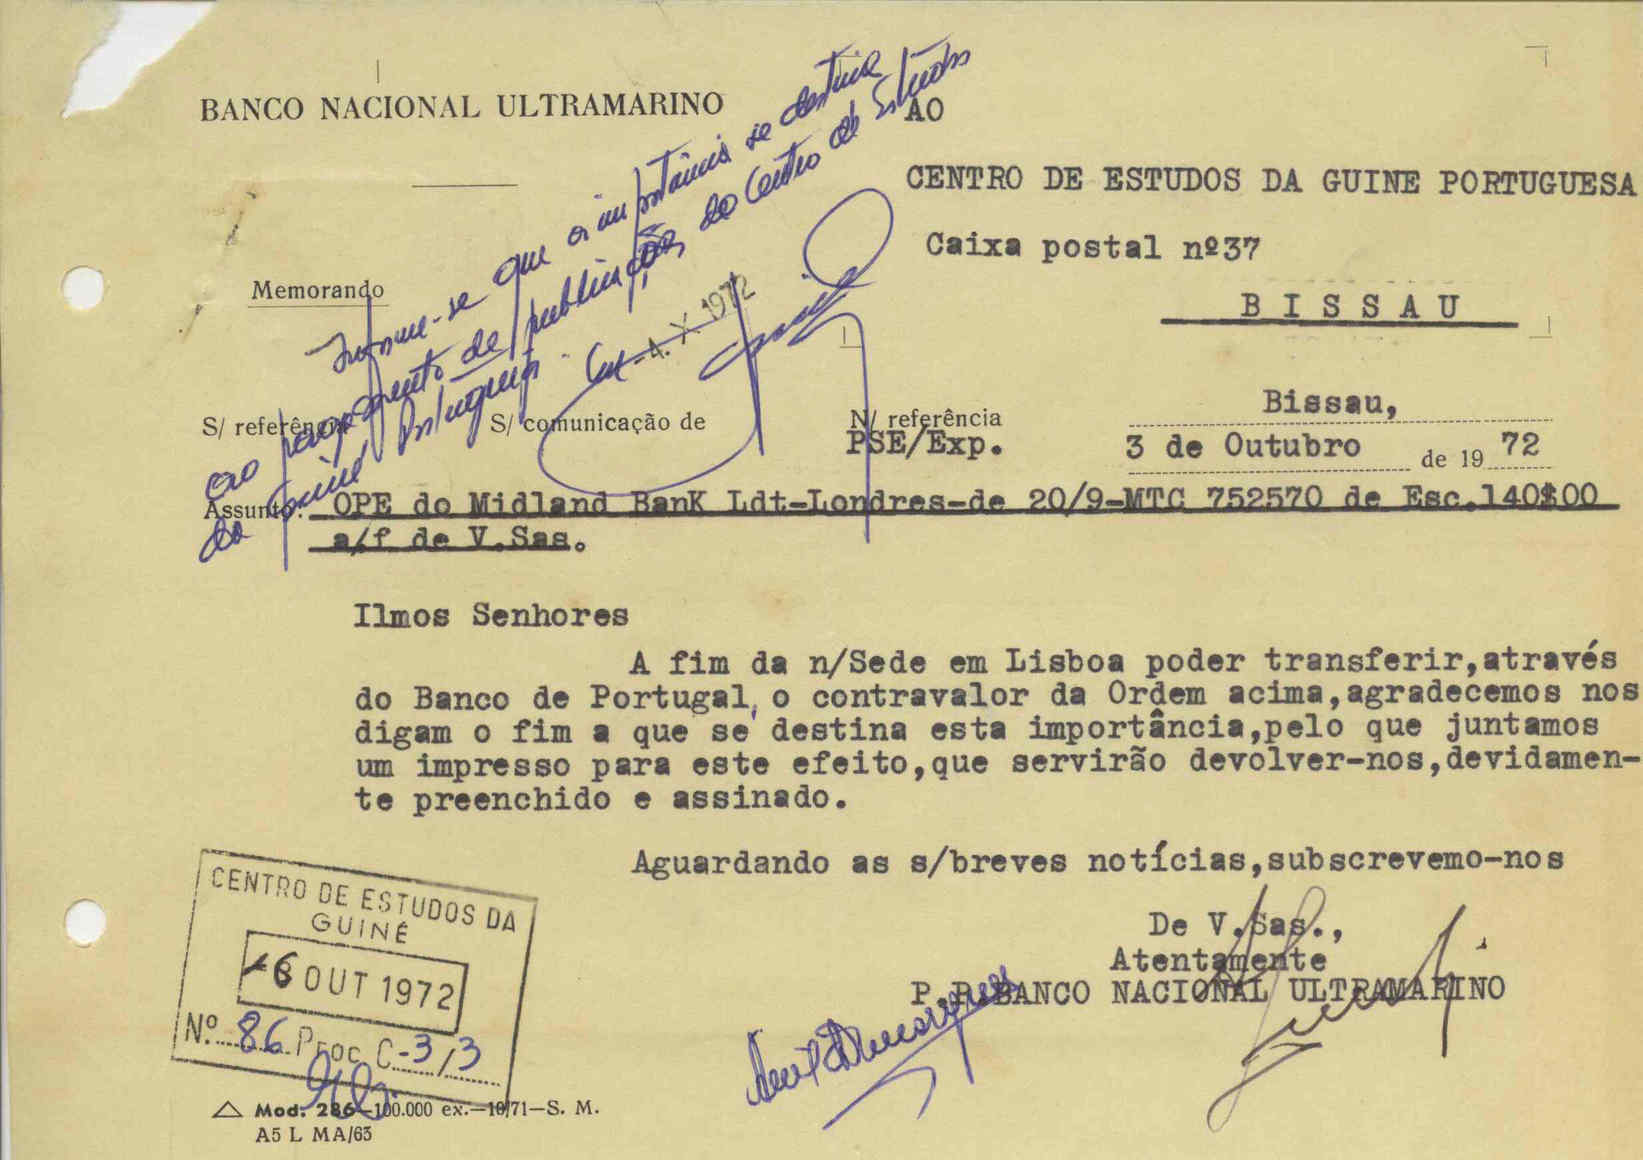 BANCO NACIONAL ULTRAMARINO
AO
CENTRO DE ESTUDOS DA GUINE PORTUGUESA
Caixa postal nº37
BISSAU
Memorando
Informe-se que a importância se destina
ao pagamento de publicações do Centro de Estudos
da Guiné Portuguesa.
-4. X. 1972
S/ referência
S/ comunicação de
N/ referência
PSE/Exp.
Bissau,
3 de Outubro de 19 72
Assunto: OPE do Midland BanK Ldt-Londres-de 20/9-MTC 752570 de Esc.140$00
a/f de V.Sas.
Ilmos Senhores
A fim da n/Sede em Lisboa poder transferir,através
do Banco de Portugal, o contravalor da Ordem acima,agradecemos nos
digam o fim a que se destina esta importância,pelo que juntamos
um impresso para este efeito,que servirão devolver-nos,devidamen-
te preenchido e assinado.
Aguardando as s/breves notícias,subscrevemo-nos
De V.Sas.,
Atentamente
P.P.BANCO NACIONAL ULTRAMARINO
CENTRO DE ESTUDOS DA
GUINÉ
-6 OUT 1972
Nº 86 Proc. C-3/3
Mod. 286-100.000 ex.-10/71-S. M.
A5 L MA/63